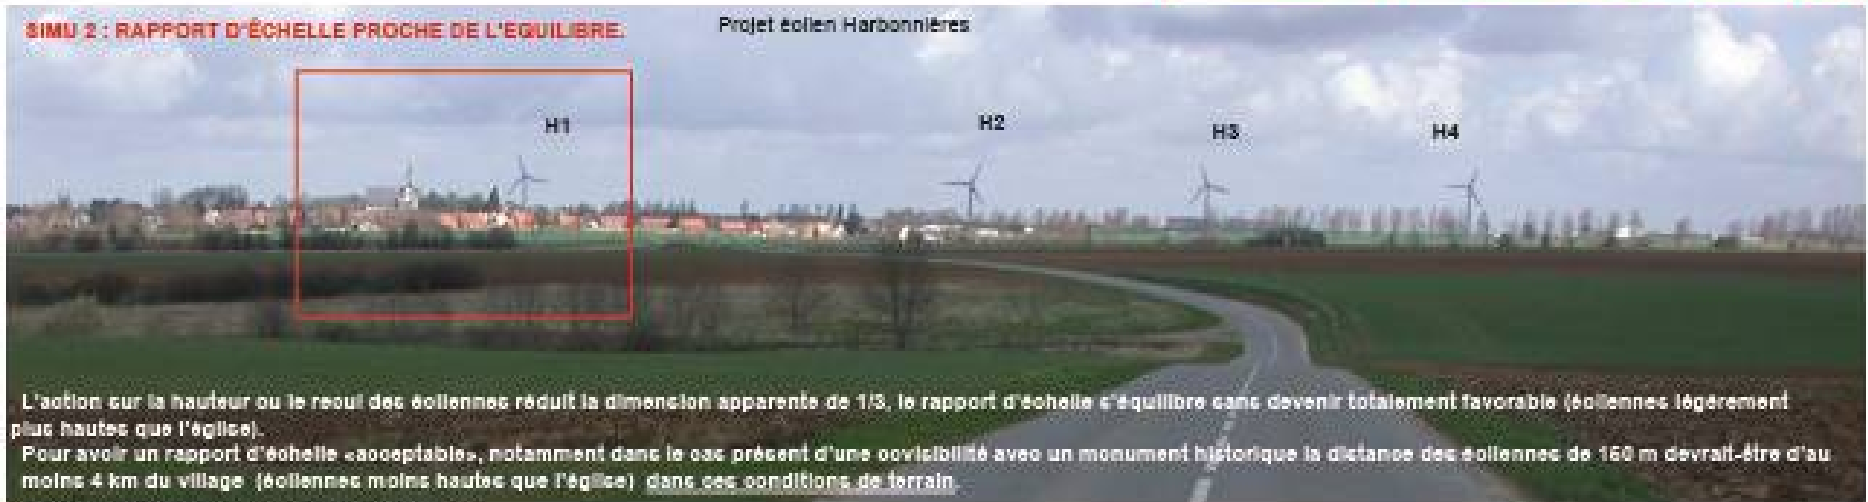 SIMU 2 : RAPPORT D'ÉCHELLE PROCHE DE L'EQUILIBRE.
Projet éolien Harbonnières
H1
H2
H3
H4
L'action sur la hauteur ou le recul des éoliennes réduit la dimension apparente de 1/3, le rapport d'échelle s'équilibre sans devenir totalement favorable (éoliennes légèrement
plus hautes que l'église).
Pour avoir un rapport d'échelle «acceptable», notamment dans le cas présent d'une covisibilité avec un monument historique la distance des éoliennes de 150 m devrait-être d'au
moins 4 km du village (éoliennes moins hautes que l'église) dans ces conditions de terrain.